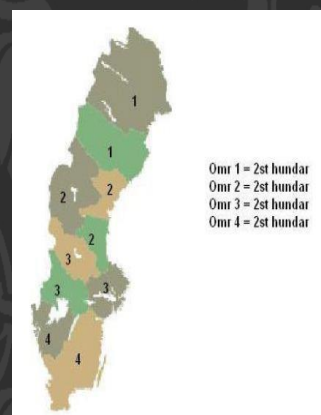 1
1
2
2
2
3
3
3
4
4
Omr 1 = 2st hundar
Omr 2 = 2st hundar
Omr 3 = 2st hundar
Omr 4 = 2st hundar